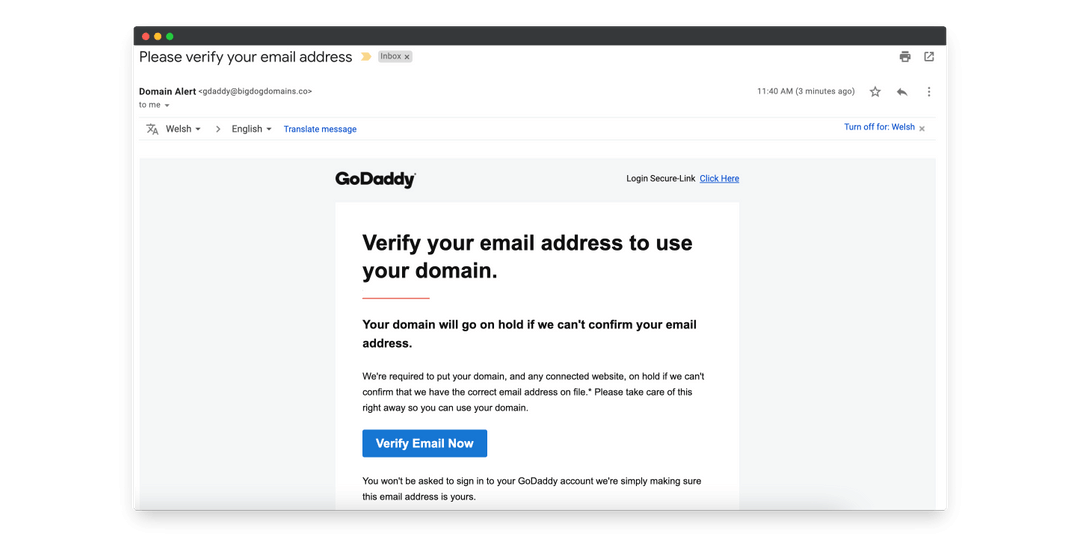 Please verify your email address Inbox x
Domain Alert <gdaddy@bigdogdomains.co> 11:40 AM (3 minutes ago)
to me
Welsh > English Translate message Turn off for: Welsh x
GoDaddy Login Secure-Link Click Here
Verify your email address to use
your domain.
Your domain will go on hold if we can't confirm your email
address.
We're required to put your domain, and any connected website, on hold if we can't
confirm that we have the correct email address on file.* Please take care of this
right away so you can use your domain.
Verify Email Now
You won't be asked to sign in to your GoDaddy account we're simply making sure
this email address is yours.